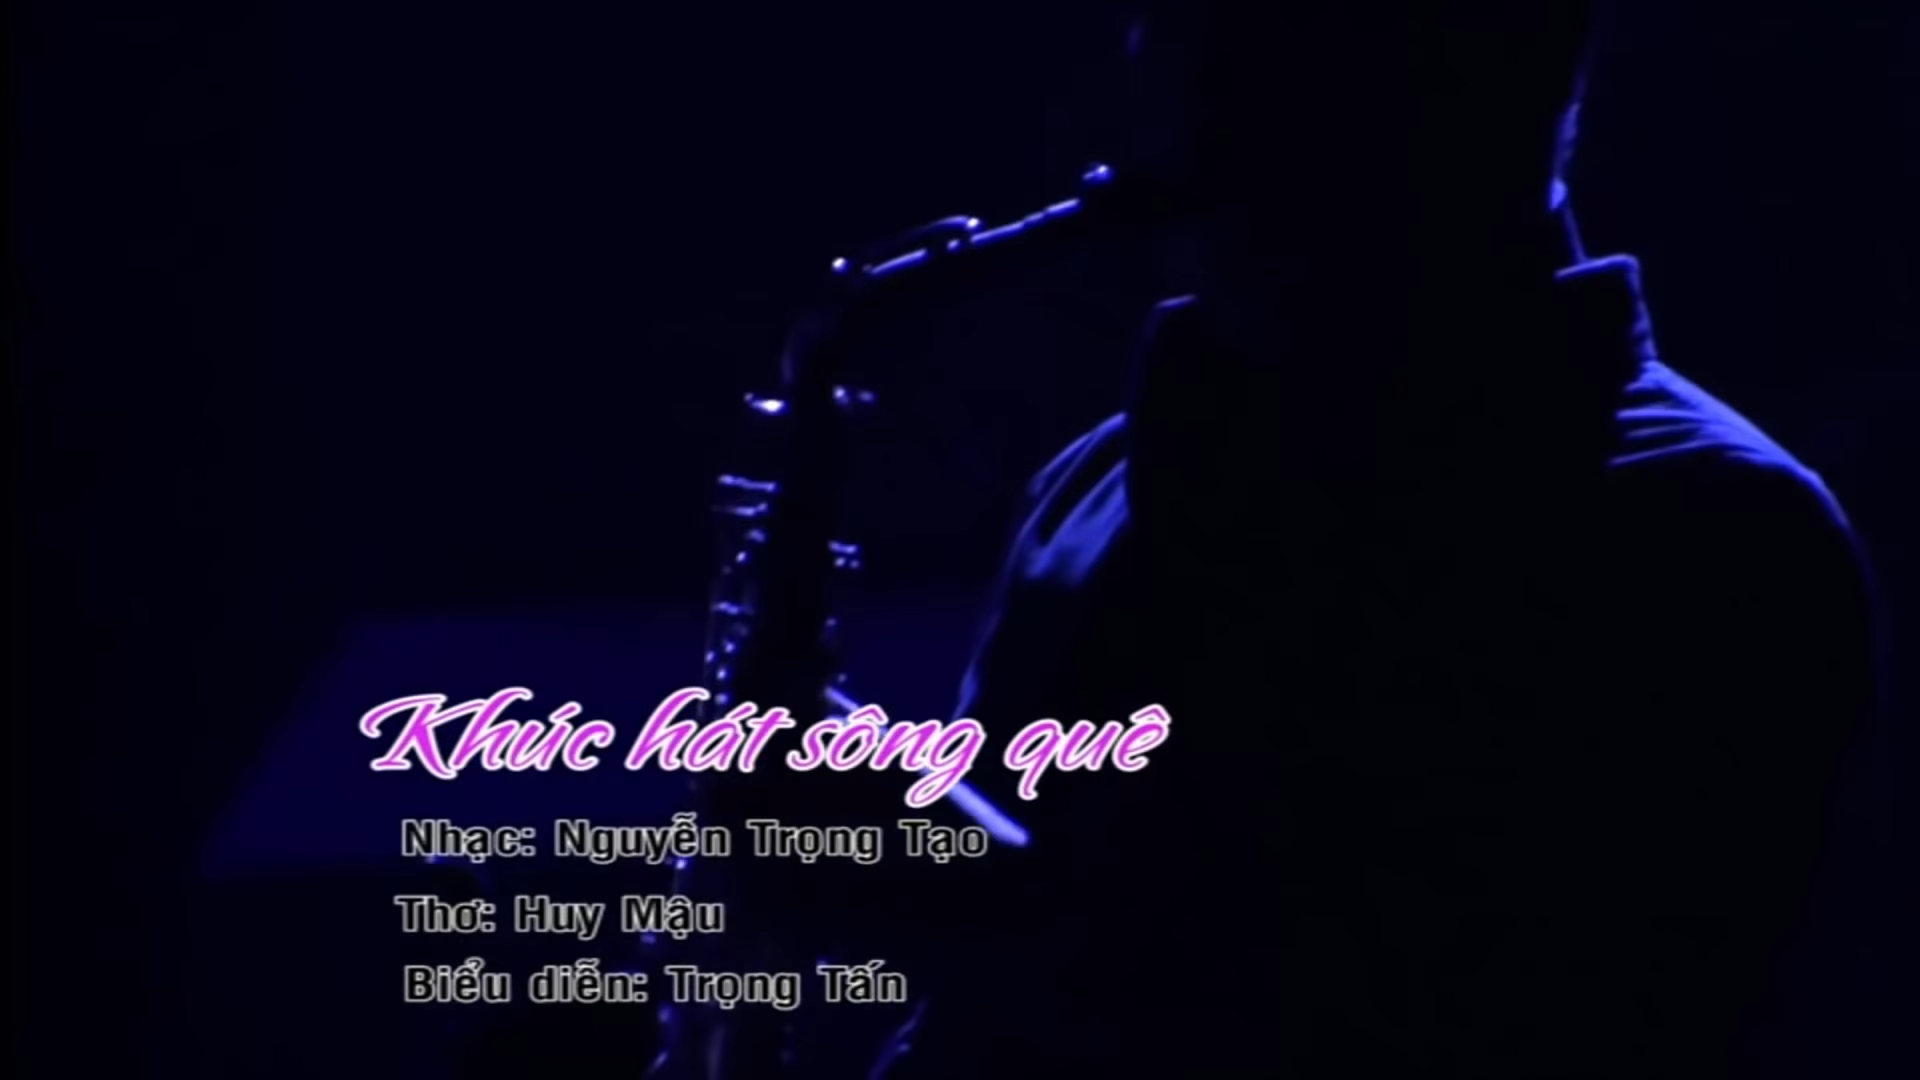 Khúc hát sông quê
Nhạc: Nguyễn Trọng Tạo
Thơ: Huy Mậu
Biểu diễn: Trọng Tấn